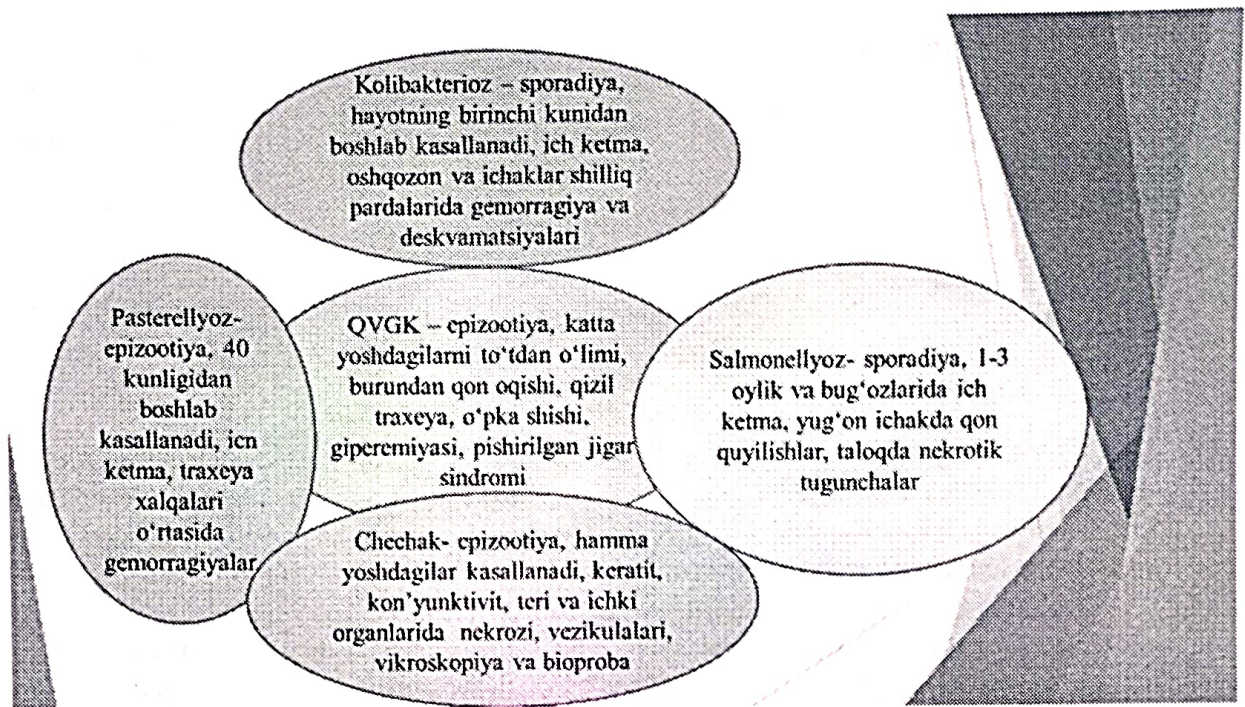 Kolibakterioz – sporadiya,
hayotning birinchi kunidan
boshlab kasallanadi, ich ketma,
oshqozon va ichaklar shilliq
pardalarida gemorragiya va
deskvamatsiyalari
Pasterellyoz-
epizootiya, 40
kunligidan
boshlab
kasallanadi, icn
ketma, traxeya
xalqalari
o‘rtasida
gemorragiyalar
QVGK – epizootiya, katta
yoshdagilarni to‘tdan o‘limi,
burundan qon oqishi, qizil
traxeya, o‘pka shishi,
giperemiyasi, pishirilgan jigar
sindromi
Salmonellyoz- sporadiya, 1-3
oylik va bug‘ozlarida ich
ketma, yug‘on ichakda qon
quyilishlar, taloqda nekrotik
tugunchalar
Chechak- epizootiya, hamma
yoshdagilar kasallanadi, keratit,
kon’yunktivit, teri va ichki
organlarida nekrozi, vezikulalari,
vikroskopiya va bioproba